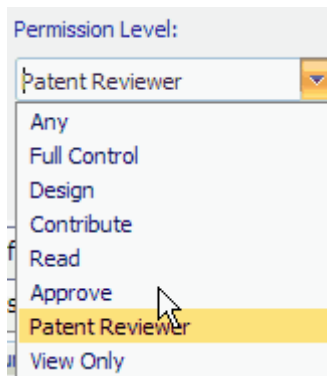 Permission Level:
Patent Reviewer
Any
Full Control
Design
Contribute
Read
Approve
Patent Reviewer
View Only